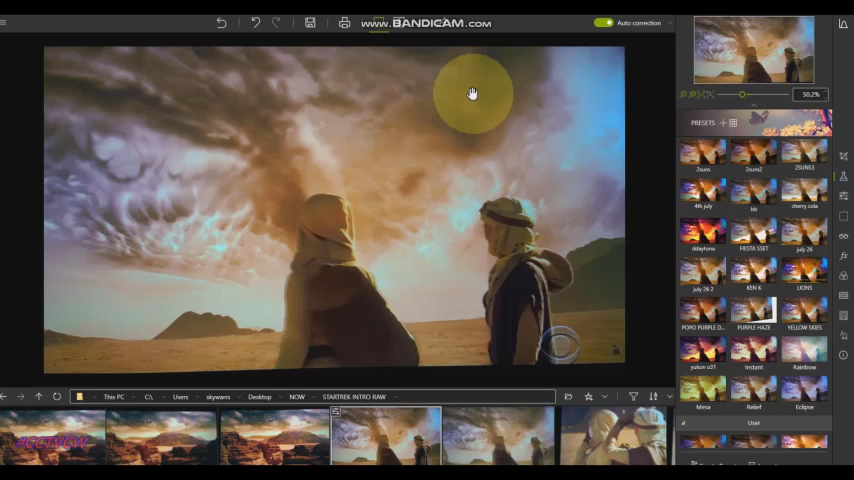 www.BANDICAM.com
Auto correction
50.2%
PRESETS
2suns
2suns2
2SUNS3
4th july
bb
cherry cola
ddaytona
FIESTA SSET
july 26
july 26 2
KEN K
LIONS
POPO PURPLE D...
PURPLE HAZE
YELLOW SKIES
yukon o31
Instant
Rainbow
Mesa
Relief
Eclipse
User
This PC
C:\
Users
skywarrs
Desktop
NOW
STARTREK INTRO RAW
#CCTVCW